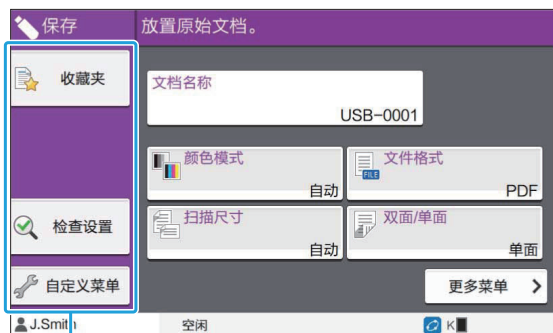 保存
放置原始文档。
收藏夹
文档名称
USB-0001
颜色模式
自动
文件格式
FILE
PDF
检查设置
扫描尺寸
自动
双面/单面
单面
自定义菜单
更多菜单
J.Smith
空闲
K